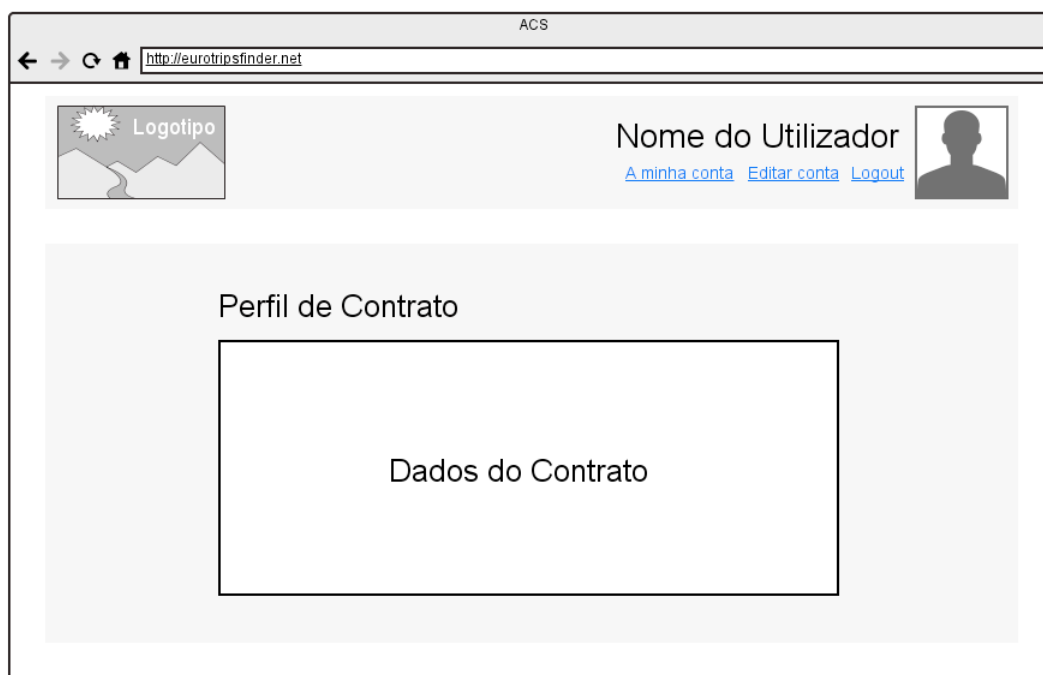 ACS
http://eurotripsfinder.net
Logotipo
Nome do Utilizador
A minha conta Editar conta Logout
Perfil de Contrato
Dados do Contrato